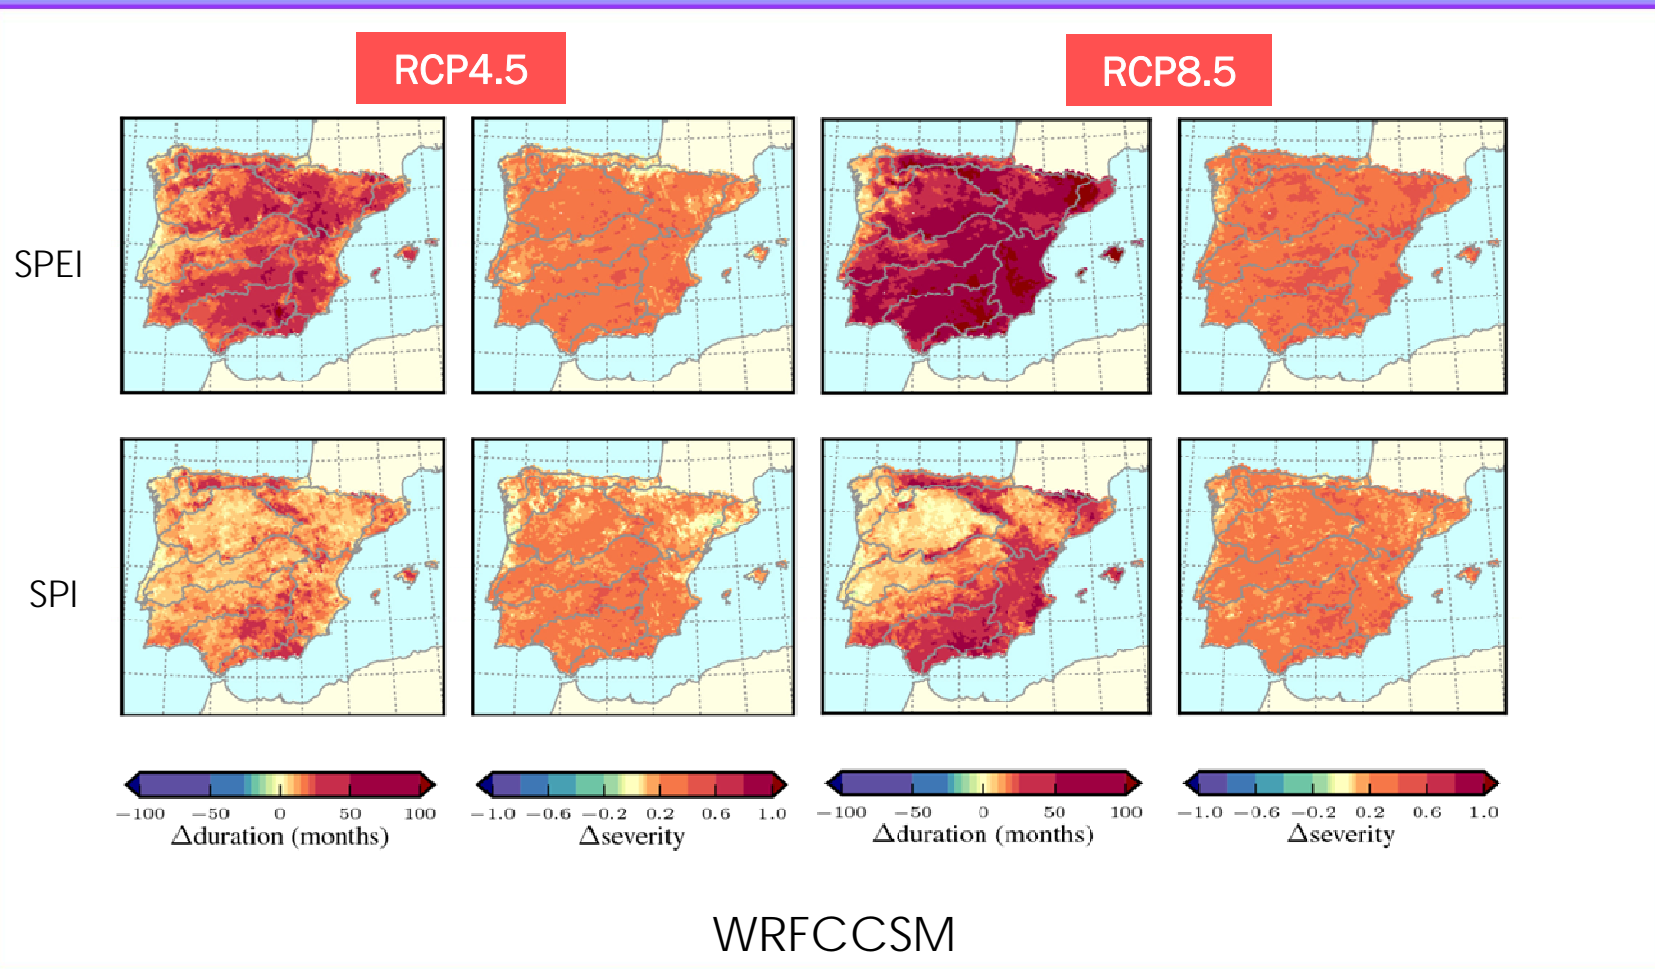 RCP4.5 RCP8.5
SPEI
SPI
−100 −50 0 50 100 −1.0 −0.6 −0.2 0.2 0.6 1.0 −100 −50 0 50 100 −1.0 −0.6 −0.2 0.2 0.6 1.0
Δduration (months) Δseverity Δduration (months) Δseverity
WRFCCSM